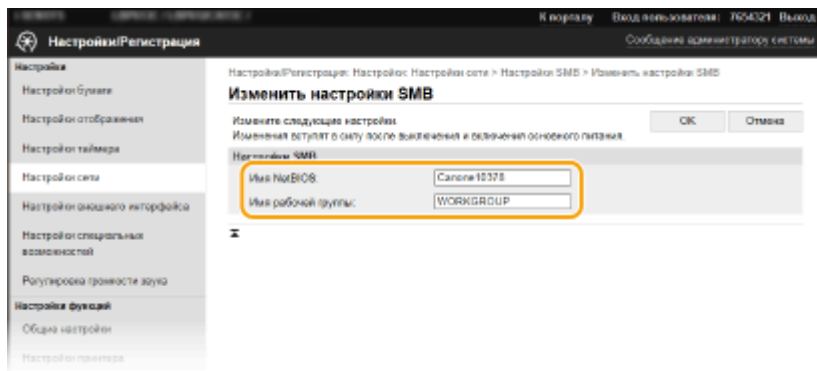 К порталу Вход пользователя: 7654321 Выход
Настройки/Регистрация
Сообщение администратору системы
Настройки
Настройки бумаги
Настройки отображения
Настройки таймера
Настройки сети
Настройки внешнего интерфейса
Настройки специальных
возможностей
Регулировка громкости звука
Настройки функций
Общие настройки
Настройки принтера
Настройки/Регистрация: Настройки: Настройки сети > Настройки SMB > Изменить настройки SMB
Изменить настройки SMB
Измените следующие настройки.
Изменения вступят в силу после выключения и включения основного питания.
OK Отмена
Настройки SMB
Имя NetBIOS: Canone10378
Имя рабочей группы: WORKGROUP